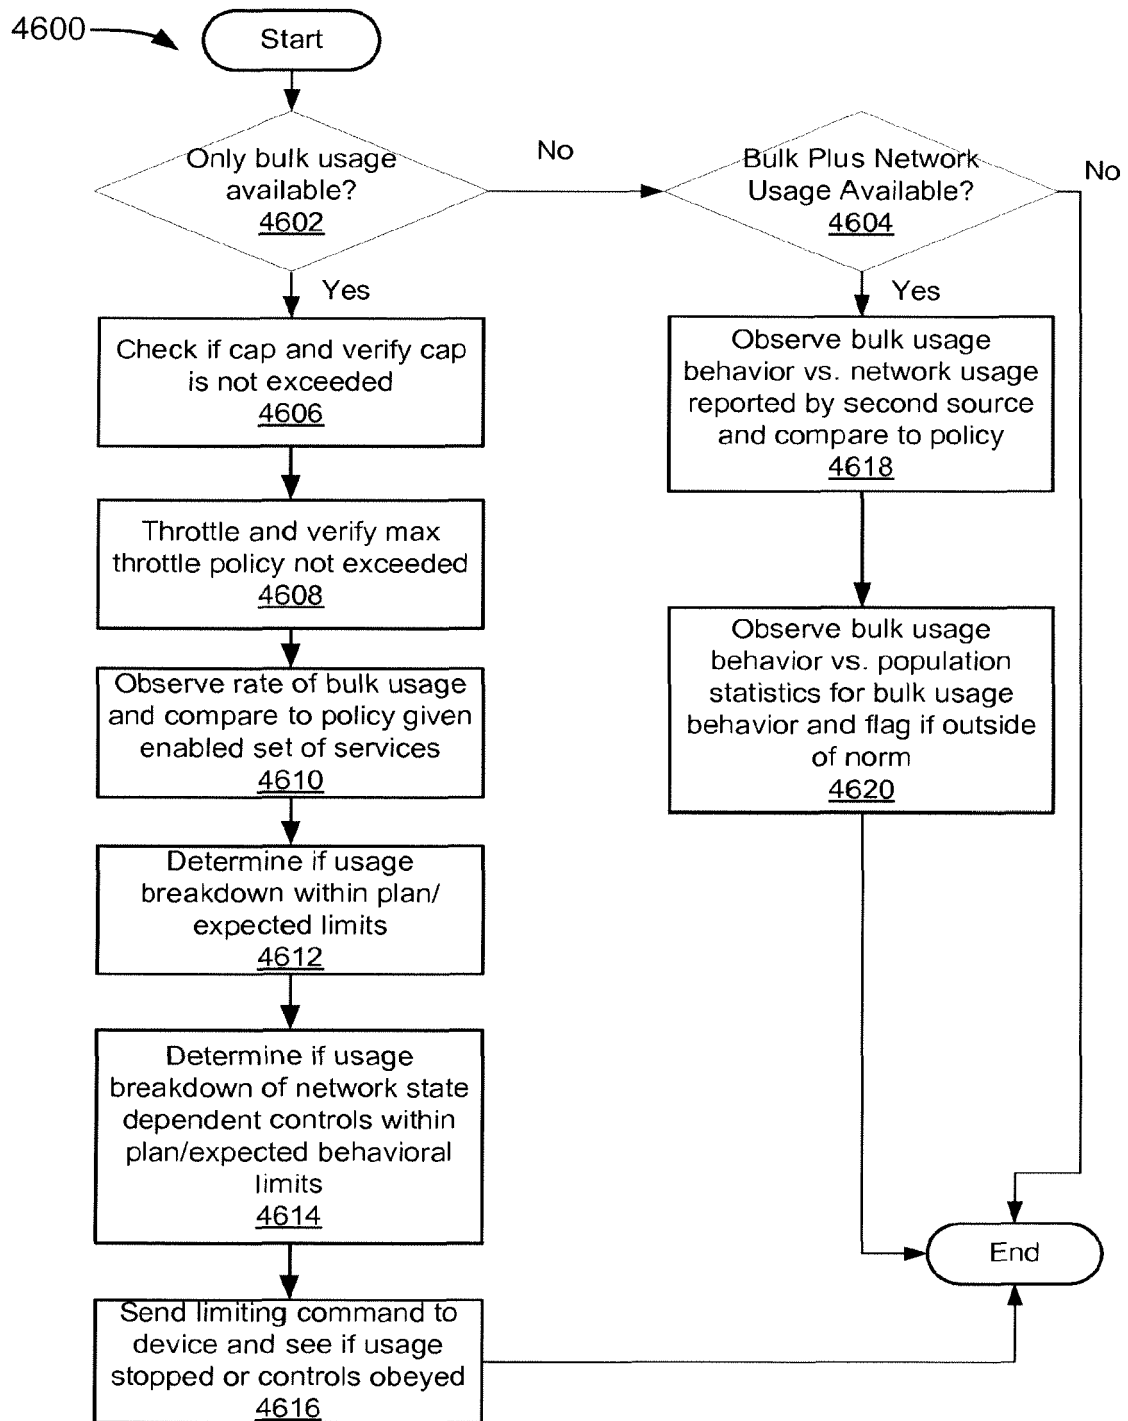 4600
Start
Only bulk usage
available?
4602
No
Bulk Plus Network
Usage Available?
4604
No
Yes
Yes
Check if cap and verify cap
is not exceeded
4606
Observe bulk usage
behavior vs. network usage
reported by second source
and compare to policy
4618
Throttle and verify max
throttle policy not exceeded
4608
Observe rate of bulk usage
and compare to policy given
enabled set of services
4610
Observe bulk usage
behavior vs. population
statistics for bulk usage
behavior and flag if outside
of norm
4620
Determine if usage
breakdown within plan/
expected limits
4612
Determine if usage
breakdown of network state
dependent controls within
plan/expected behavioral
limits
4614
End
Send limiting command to
device and see if usage
stopped or controls obeyed
4616